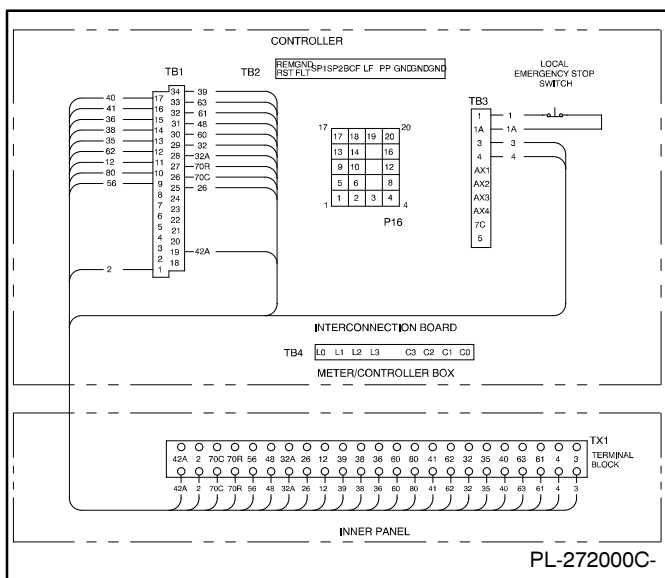 CONTROLLER
TB1
TB2
REM GND SP1 SP2 BCF LF PP GND GND GND
RST FLT
LOCAL
EMERGENCY STOP
SWITCH
TB3
40 17 34 39
41 16 33 63
36 15 32 61
38 14 31 48
35 13 30 60
62 12 29 32
12 11 28 32A
80 10 27 70R
56 9 26 70C
8 25 26
7 24
6 23
5 22
4 21
3 20
2 19 42A
2 1 18
17 20
17 18 19 20
13 14 16
9 10 12
5 6 8
1 2 3 4
1 4
P16
1 1
1A 1A
3 3
4 4
AX1
AX2
AX3
AX4
7C
5
INTERCONNECTION BOARD
TB4 L0 L1 L2 L3 C3 C2 C1 C0
METER/CONTROLLER BOX
TX1
TERMINAL
BLOCK
42A 2 70C 70R 56 48 32A 26 12 39 38 36 60 80 41 62 32 35 40 63 61 4 3
42A 2 70C 70R 56 48 32A 26 12 39 38 36 60 80 41 62 32 35 40 63 61 4 3
INNER PANEL
PL-272000C-